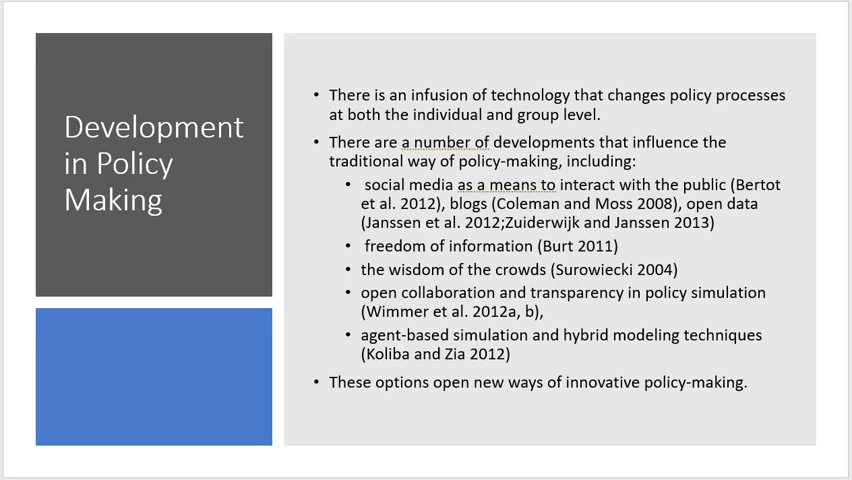 Development
in Policy
Making
• There is an infusion of technology that changes policy processes
at both the individual and group level.
• There are a number of developments that influence the
traditional way of policy-making, including:
• social media as a means to interact with the public (Bertot
et al. 2012), blogs (Coleman and Moss 2008), open data
(Janssen et al. 2012;Zuiderwijk and Janssen 2013)
• freedom of information (Burt 2011)
• the wisdom of the crowds (Surowiecki 2004)
• open collaboration and transparency in policy simulation
(Wimmer et al. 2012a, b),
• agent-based simulation and hybrid modeling techniques
(Koliba and Zia 2012)
• These options open new ways of innovative policy-making.